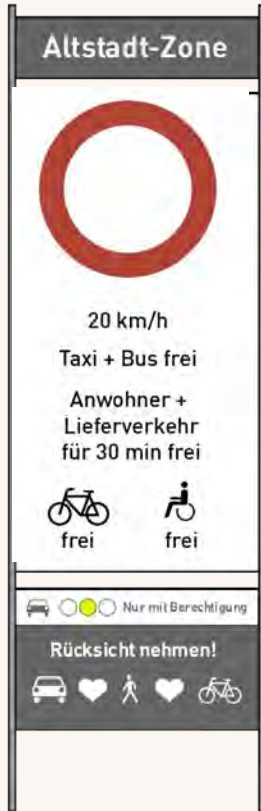 Altstadt-Zone
20 km/h
Taxi + Bus frei
Anwohner +
Lieferverkehr
für 30 min frei
frei frei
Nur mit Berechtigung
Rücksicht nehmen!